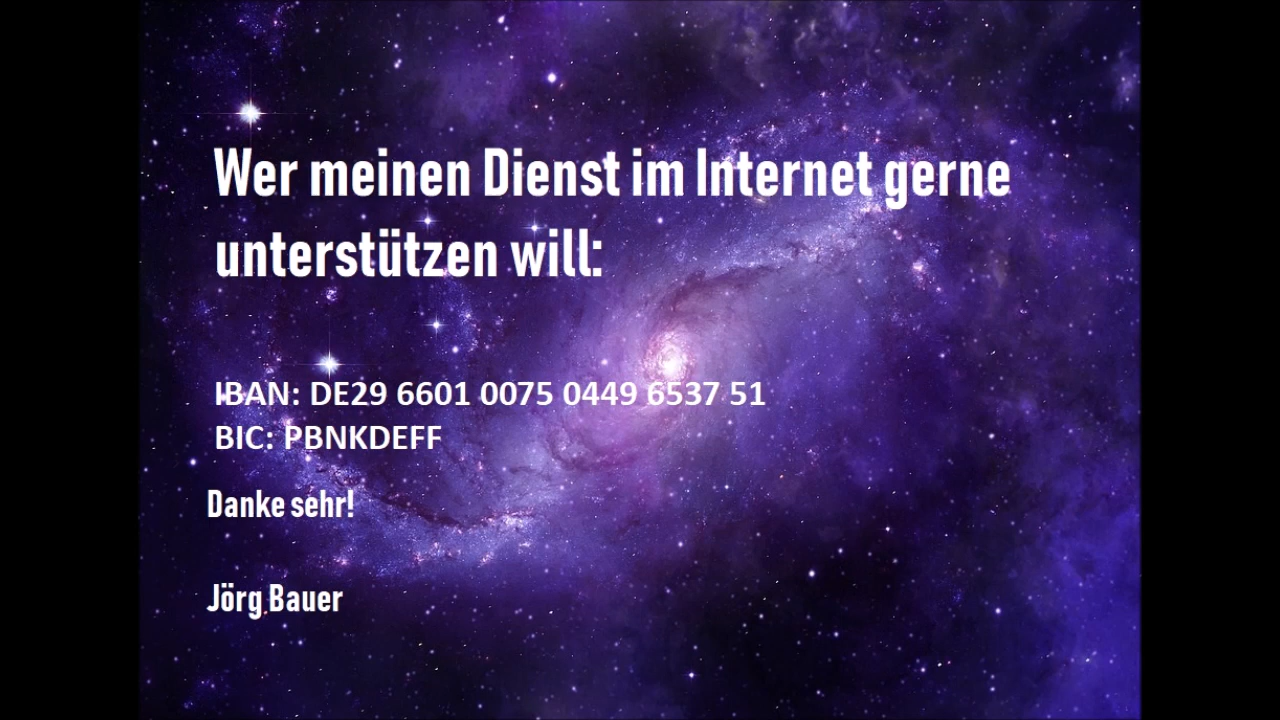 Wer meinen Dienst im Internet gerne
unterstützen will:
IBAN: DE29 6601 0075 0449 6537 51
BIC: PBNKDEFF
Danke sehr!
Jörg Bauer